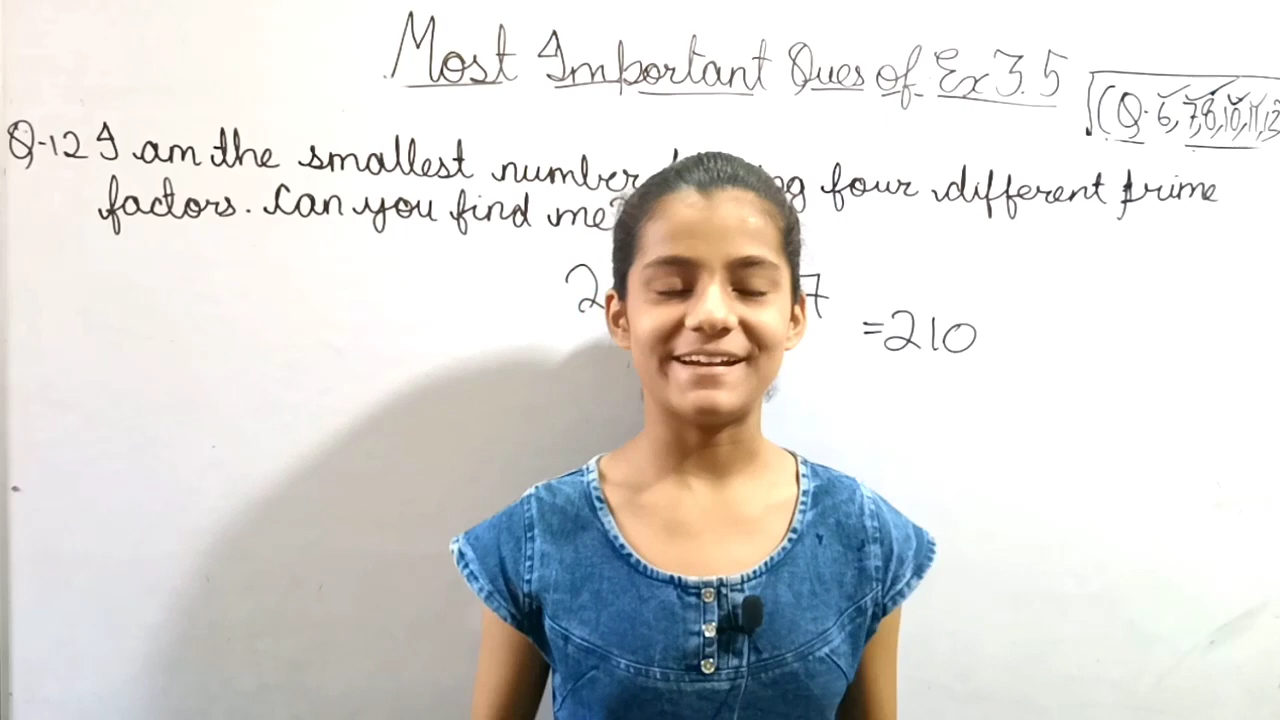 Most Important Ques of Ex 3.5
(Q. 6, 7, 8, 10, 11, 12
Q.12 I am the smallest number four different prime
factors. Can you find me?
2 7
=210